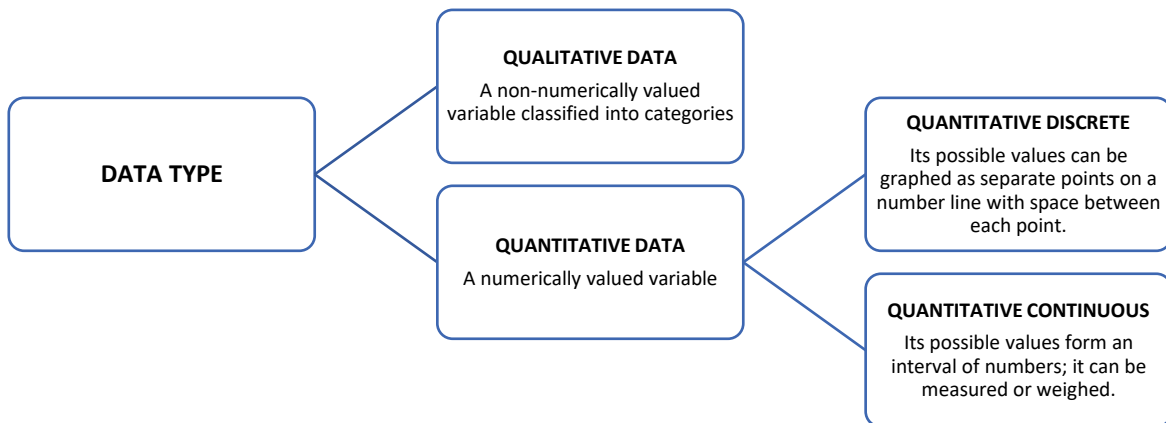 DATA TYPE
QUALITATIVE DATA
A non-numerically valued
variable classified into categories
QUANTITATIVE DATA
A numerically valued variable
QUANTITATIVE DISCRETE
Its possible values can be
graphed as separate points on a
number line with space between
each point.
QUANTITATIVE CONTINUOUS
Its possible values form an
interval of numbers; it can be
measured or weighed.